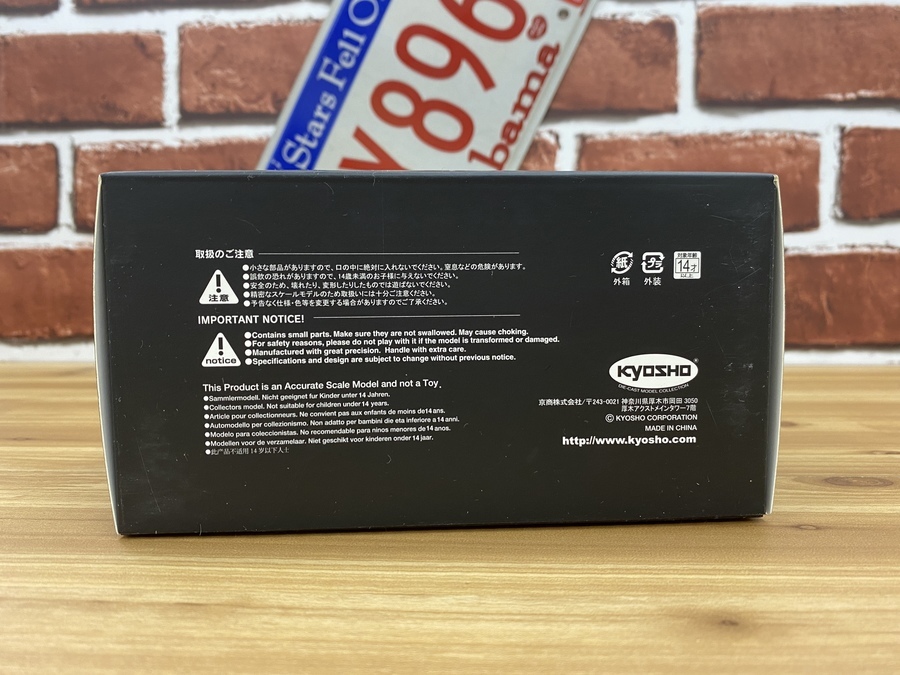 Stars Fell O
y896
bama
取扱のご注意
注意
●小さな部品がありますので、口の中に絶対に入れないでください。窒息などの危険があります。
●誤飲の恐れがありますので、14歳未満のお子様に与えないでください。
●安全のため、壊れたり、変形したりしたものでは遊ばないでください。
●精密なスケールモデルのため取扱いには十分ご注意ください。
●予告なく仕様・色等を変更する場合がありますのでご了承ください。
紙
外箱
プラ
外装
対象年齢
14才
以上
IMPORTANT NOTICE!
notice
●Contains small parts. Make sure they are not swallowed. May cause choking.
●For safety reasons, please do not play with it if the model is transformed or damaged.
●Manufactured with great precision. Handle with extra care.
●Specifications and design are subject to change without previous notice.
This Product is an Accurate Scale Model and not a Toy.
●Sammlermodell. Nicht geeignet fur Kinder unter 14 Jahren.
●Collectors model. Not suitable for children under 14 years.
●Article pour collectionneurs. Ne convient pas aux enfants de moins de14 ans.
●Automodello per collezionismo. Non adatto per bambini die eta inferiore a 14 anni.
●Modelo para coleccionistas. No recomendable para ninos menores de 14 anos.
●Modellen voor de verzamelaar. Niet geschikt voor kinderen onder 14 jaar.
●此产品不适用 14 岁以下人士
KYOSHO®
DIE-CAST MODEL COLLECTION
京商株式会社/〒243-0021 神奈川県厚木市岡田 3050
厚木アクストメインタワー7階
© KYOSHO CORPORATION
MADE IN CHINA
http://www.kyosho.com